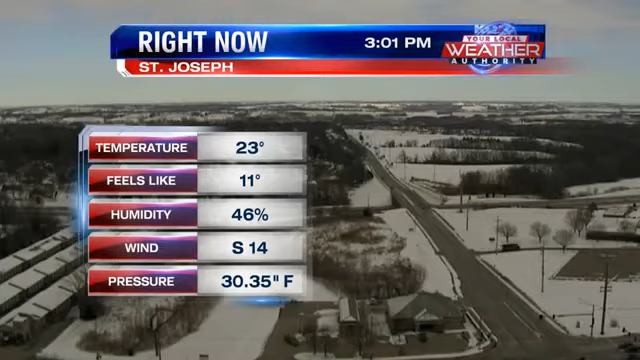 RIGHT NOW
3:01 PM
ST. JOSEPH
YOUR LOCAL
WEATHER
AUTHORITY
TEMPERATURE 23°
FEELS LIKE 11°
HUMIDITY 46%
WIND S 14
PRESSURE 30.35" F